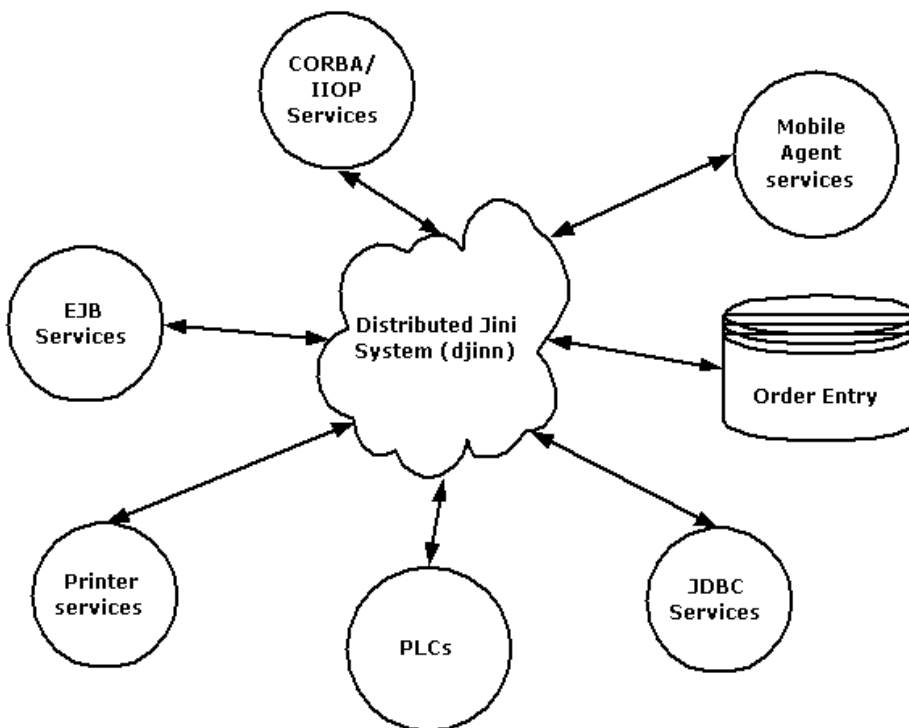 CORBA/
IIOP
Services
Mobile
Agent
services
EJB
Services
Distributed Jini
System (djinn)
Order Entry
Printer
services
PLCs
JDBC
Services